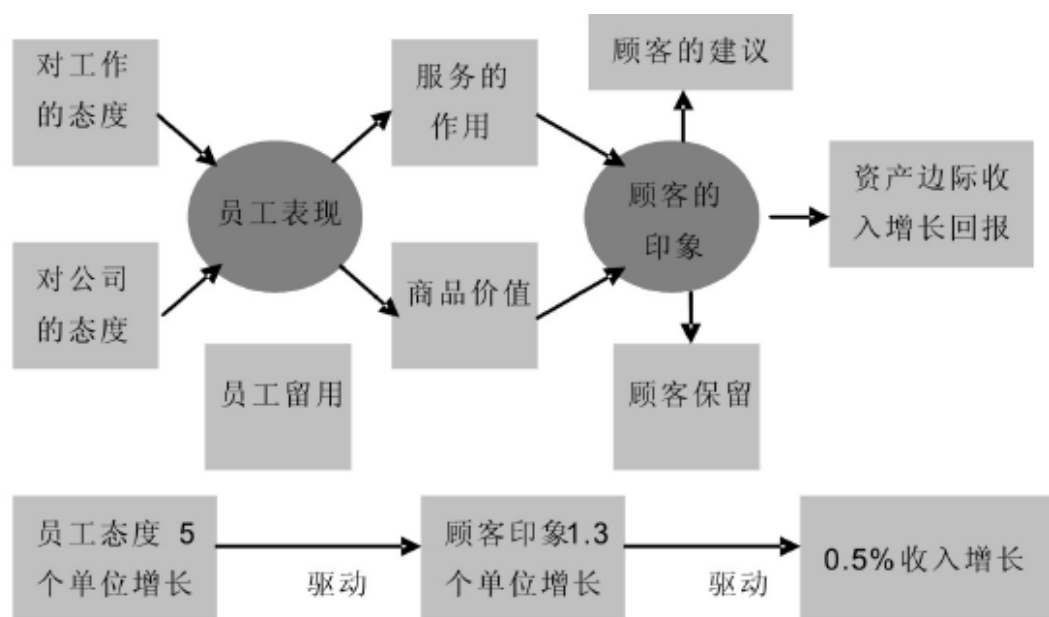 对工作
的态度
服务的
作用
顾客的建议
员工表现
顾客的
印象
资产边际收
入增长回报
对公司
的态度
商品价值
员工留用
顾客保留
员工态度 5
个单位增长
驱动
顾客印象1.3
个单位增长
驱动
0.5%收入增长